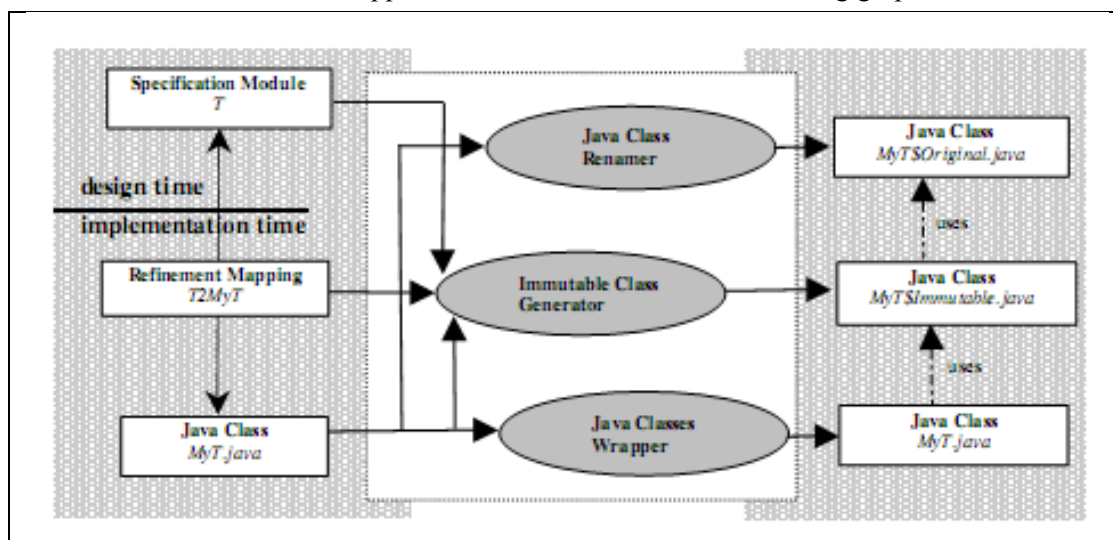 Specification Module
T
design time
implementation time
Refinement Mapping
T2MyT
Java Class
MyT.java
Java Class
Renamer
Immutable Class
Generator
Java Classes
Wrapper
Java Class
MyT$Original.java
uses
Java Class
MyT$Immutable.java
uses
Java Class
MyT.java